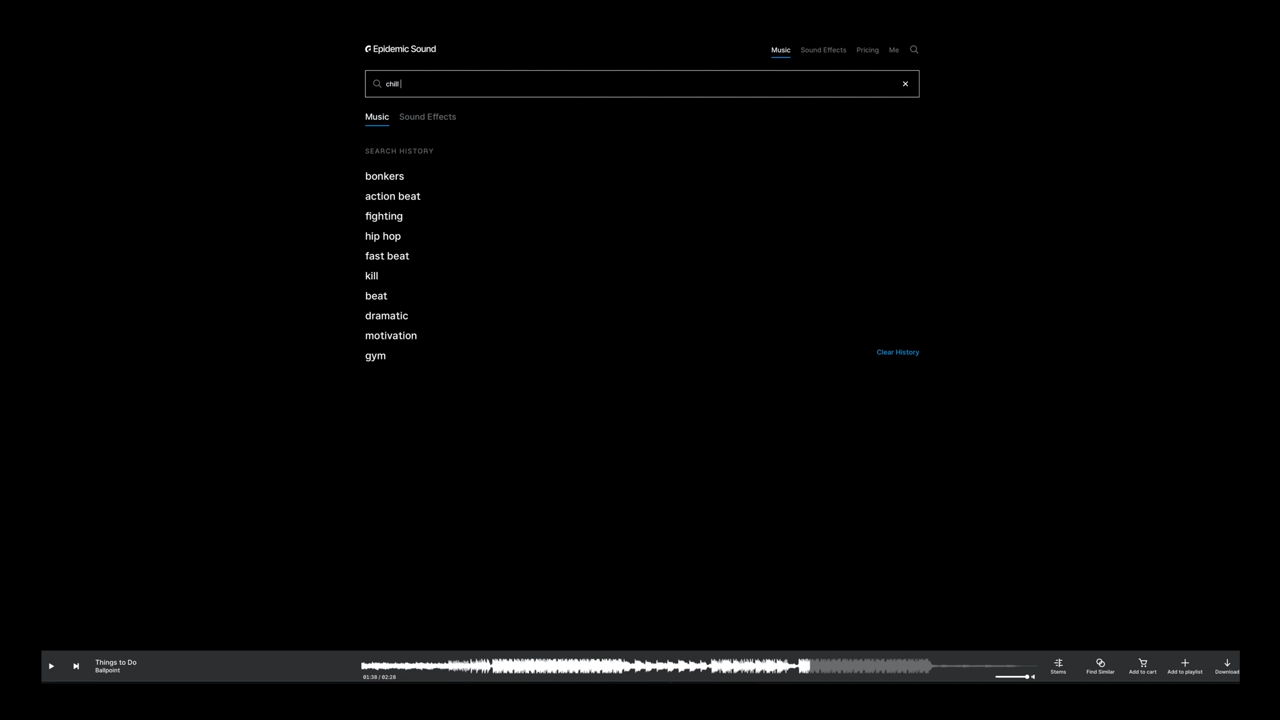 Epidemic Sound
Music Sound Effects Pricing Me
chill
Music Sound Effects
SEARCH HISTORY
bonkers
action beat
fighting
hip hop
fast beat
kill
beat
dramatic
motivation
gym
Clear History
Things to Do
Ballpoint
01:38 / 02:28
Stems Find Similar Add to cart Add to playlist Download